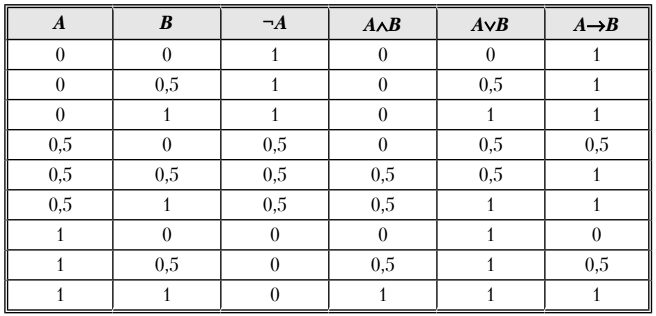 A B ¬A A∧B A∨B A→B
0 0 1 0 0 1
0 0,5 1 0 0,5 1
0 1 1 0 1 1
0,5 0 0,5 0 0,5 0,5
0,5 0,5 0,5 0,5 0,5 1
0,5 1 0,5 0,5 1 1
1 0 0 0 1 0
1 0,5 0 0,5 1 0,5
1 1 0 1 1 1